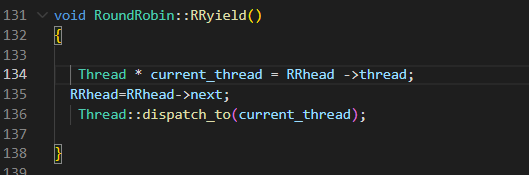 131 void RoundRobin::RRyield()
132 {
133
134 Thread * current_thread = RRhead ->thread;
135 RRhead=RRhead->next;
136 Thread::dispatch_to(current_thread);
137
138 }
139